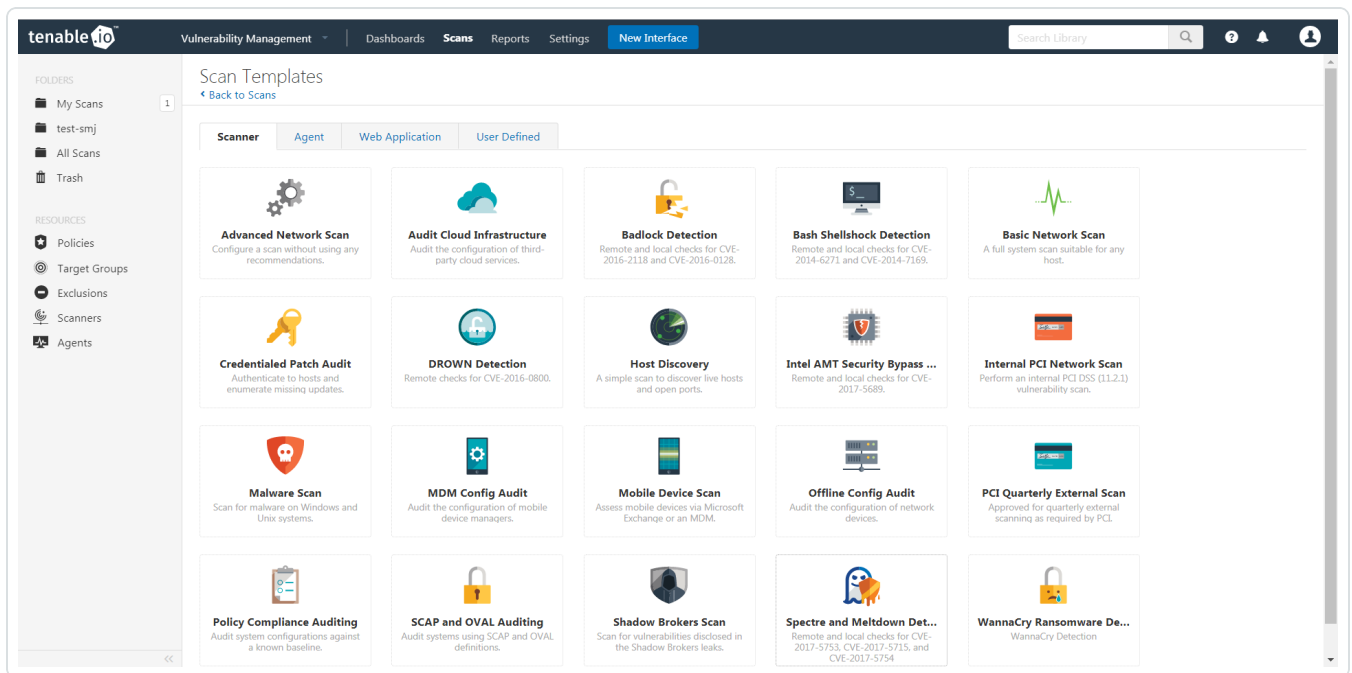 tenable.io™
Vulnerability Management
Dashboards
Scans
Reports
Settings
New Interface
Search Library
FOLDERS
My Scans
1
test-smj
All Scans
Trash
RESOURCES
Policies
Target Groups
Exclusions
Scanners
Agents
Scan Templates
Back to Scans
Scanner
Agent
Web Application
User Defined
Advanced Network Scan
Configure a scan without using any
recommendations.
Audit Cloud Infrastructure
Audit the configuration of third-
party cloud services.
Badlock Detection
Remote and local checks for CVE-
2016-2118 and CVE-2016-0128.
Bash Shellshock Detection
Remote and local checks for CVE-
2014-6271 and CVE-2014-7169.
Basic Network Scan
A full system scan suitable for any
host.
Credentialed Patch Audit
Authenticate to hosts and
enumerate missing updates.
DROWN Detection
Remote checks for CVE-2016-0800.
Host Discovery
A simple scan to discover live hosts
and open ports.
Intel AMT Security Bypass ...
Remote and local checks for CVE-
2017-5689.
Internal PCI Network Scan
Perform an internal PCI DSS (11.2.1)
vulnerability scan.
Malware Scan
Scan for malware on Windows and
Unix systems.
MDM Config Audit
Audit the configuration of mobile
device managers.
Mobile Device Scan
Assess mobile devices via Microsoft
Exchange or an MDM.
Offline Config Audit
Audit the configuration of network
devices.
PCI Quarterly External Scan
Approved for quarterly external
scanning as required by PCI.
Policy Compliance Auditing
Audit system configurations against
a known baseline.
SCAP and OVAL Auditing
Audit systems using SCAP and OVAL
definitions.
Shadow Brokers Scan
Scan for vulnerabilities disclosed in
the Shadow Brokers leaks.
Spectre and Meltdown Det...
Remote and local checks for CVE-
2017-5753, CVE-2017-5715, and
CVE-2017-5754
WannaCry Ransomware De...
WannaCry Detection